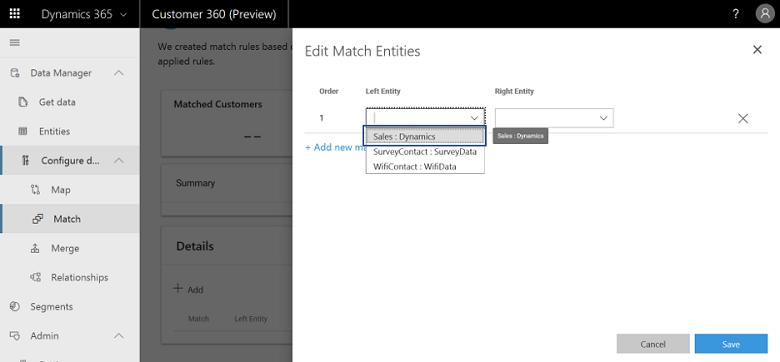 Dynamics 365
Customer 360 (Preview)
?
Data Manager
Get data
Entities
Configure d...
Map
Match
Merge
Relationships
Segments
Admin
We created match rules based
applied rules.
Matched Customers
--
Summary
Details
+ Add
Match Left Entity
Edit Match Entities
Order Left Entity Right Entity
1
Sales : Dynamics
SurveyContact : SurveyData
WifiContact : WifiData
Sales : Dynamics
+ Add new m
Cancel Save